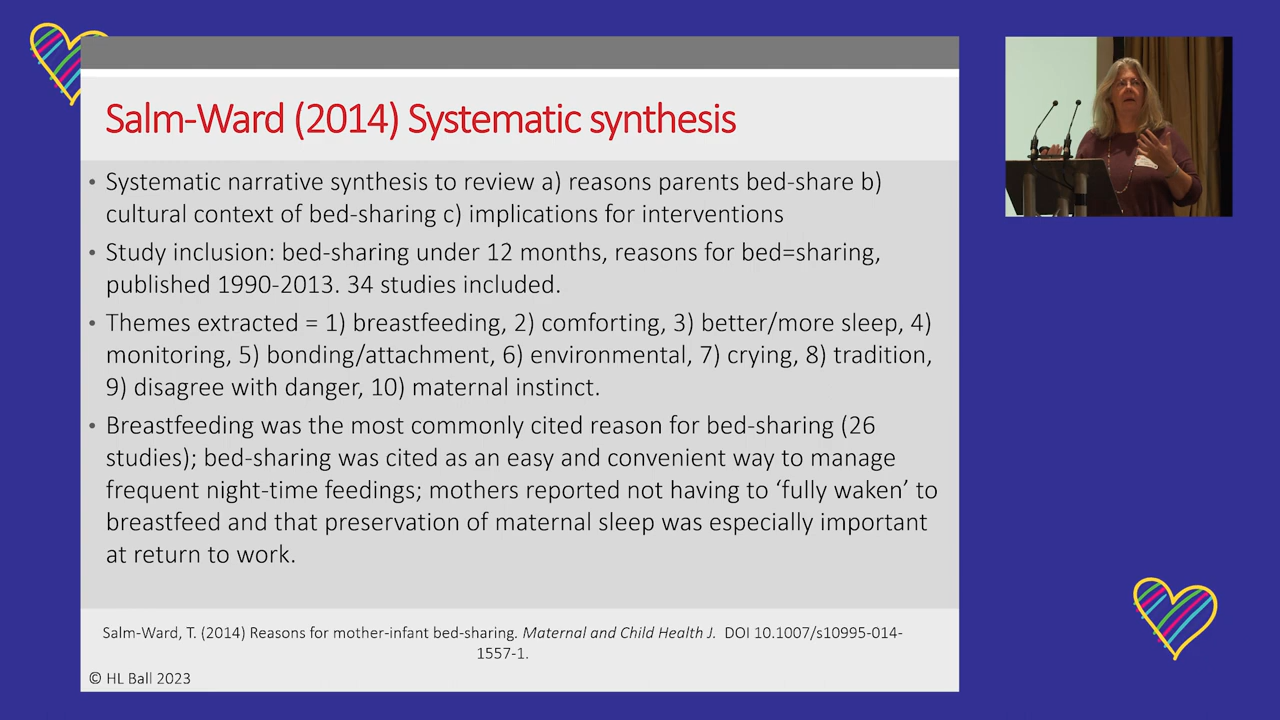 Salm-Ward (2014) Systematic synthesis
• Systematic narrative synthesis to review a) reasons parents bed-share b)
cultural context of bed-sharing c) implications for interventions
• Study inclusion: bed-sharing under 12 months, reasons for bed=sharing,
published 1990-2013. 34 studies included.
• Themes extracted = 1) breastfeeding, 2) comforting, 3) better/more sleep, 4)
monitoring, 5) bonding/attachment, 6) environmental, 7) crying, 8) tradition,
9) disagree with danger, 10) maternal instinct.
• Breastfeeding was the most commonly cited reason for bed-sharing (26
studies); bed-sharing was cited as an easy and convenient way to manage
frequent night-time feedings; mothers reported not having to ‘fully waken’ to
breastfeed and that preservation of maternal sleep was especially important
at return to work.
Salm-Ward, T. (2014) Reasons for mother-infant bed-sharing. Maternal and Child Health J. DOI 10.1007/s10995-014-
1557-1.
© HL Ball 2023